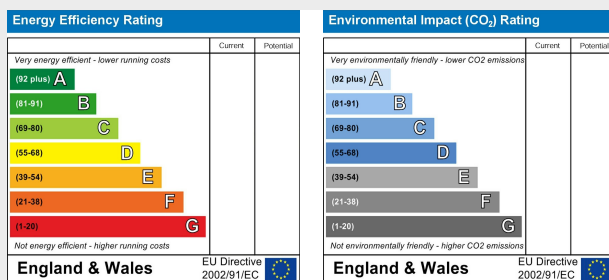 Energy Efficiency Rating
Current Potential
Very energy efficient - lower running costs
(92 plus) A
(81-91) B
(69-80) C
(55-68) D
(39-54) E
(21-38) F
(1-20) G
Not energy efficient - higher running costs
England & Wales
EU Directive
2002/91/EC
Environmental Impact (CO₂) Rating
Current Potential
Very environmentally friendly - lower CO2 emissions
(92 plus) A
(81-91) B
(69-80) C
(55-68) D
(39-54) E
(21-38) F
(1-20) G
Not environmentally friendly - higher CO2 emissions
England & Wales
EU Directive
2002/91/EC